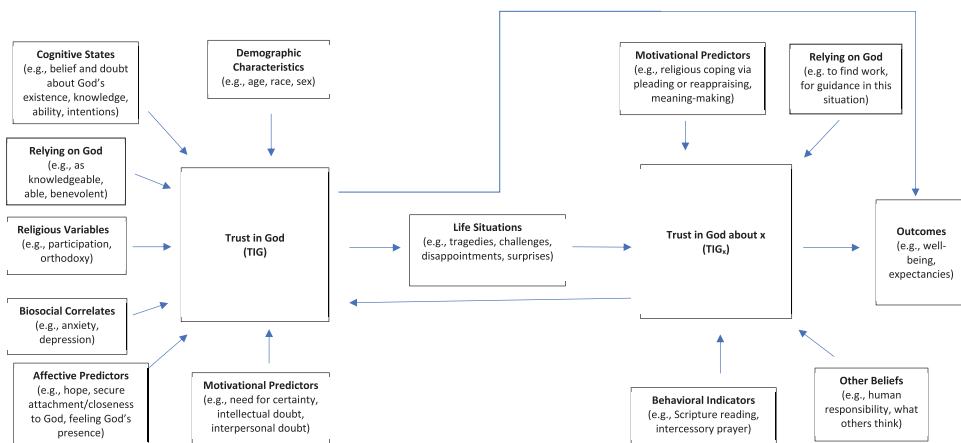 Cognitive States
(e.g., belief and doubt
about God's
existence, knowledge,
ability, intentions)
Demographic
Characteristics
(e.g., age, race, sex)
Relying on God
(e.g., as
knowledgeable,
able, benevolent)
Religious Variables
(e.g., participation,
orthodoxy)
Biosocial Correlates
(e.g., anxiety,
depression)
Affective Predictors
(e.g., hope, secure
attachment/closeness
to God, feeling God's
presence)
Motivational Predictors
(e.g., need for certainty,
intellectual doubt,
interpersonal doubt)
Trust in God
(TIG)
Life Situations
(e.g., tragedies, challenges,
disappointments, surprises)
Motivational Predictors
(e.g., religious coping via
pleading or reappraising,
meaning-making)
Relying on God
(e.g. to find work,
for guidance in this
situation)
Trust in God about x
(TIGₓ)
Behavioral Indicators
(e.g., Scripture reading,
intercessory prayer)
Other Beliefs
(e.g., human
responsibility, what
others think)
Outcomes
(e.g., well-
being,
expectancies)